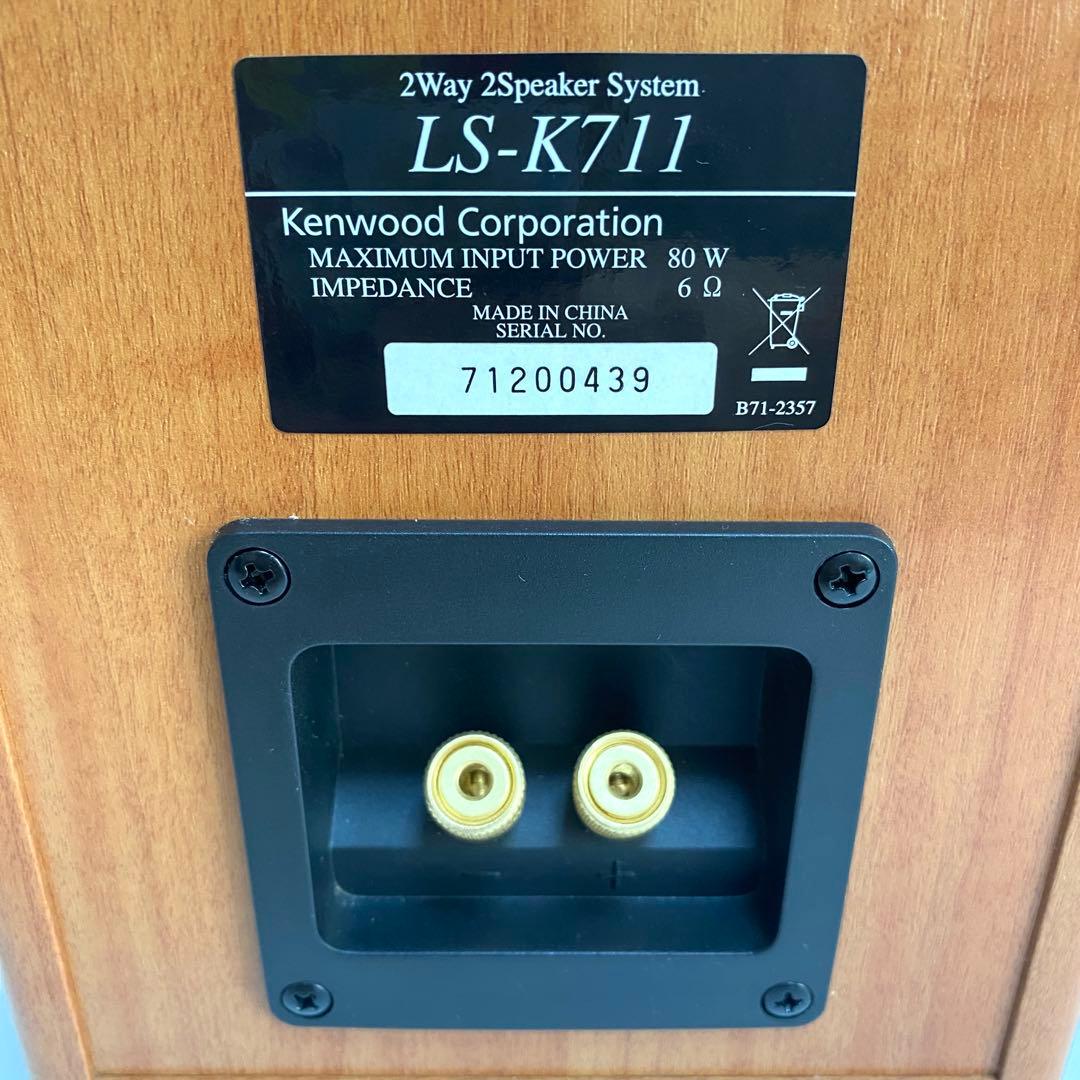 2Way 2Speaker System
LS-K711
Kenwood Corporation
MAXIMUM INPUT POWER 80 W
IMPEDANCE 6 Ω
MADE IN CHINA
SERIAL NO.
71200439
B71-2357
- +